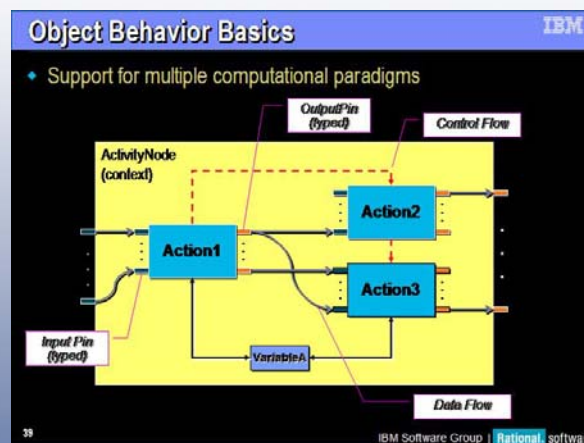 Object Behavior Basics
IBM
Support for multiple computational paradigms
OutputPin
(typed)
Control Flow
ActivityNode
(context)
Action2
Action1
Action3
Input Pin
(typed)
VariableA
Data Flow
39
IBM Software Group | Rational. software